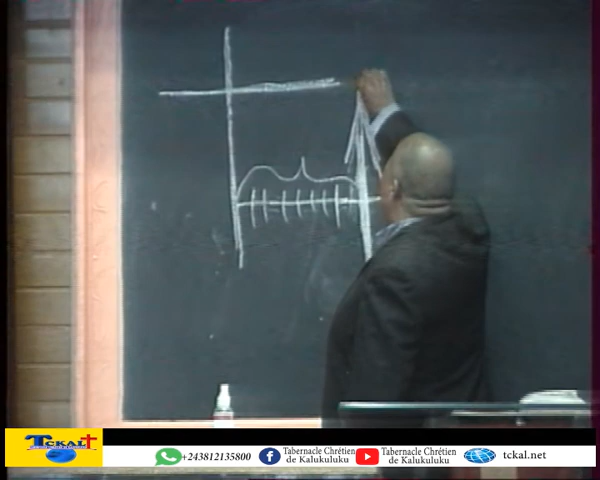 TCKAL
+243812135800
Tabernacle Chrétien
de Kalukuluku
Tabernacle Chrétien
de Kalukuluku
tckal.net